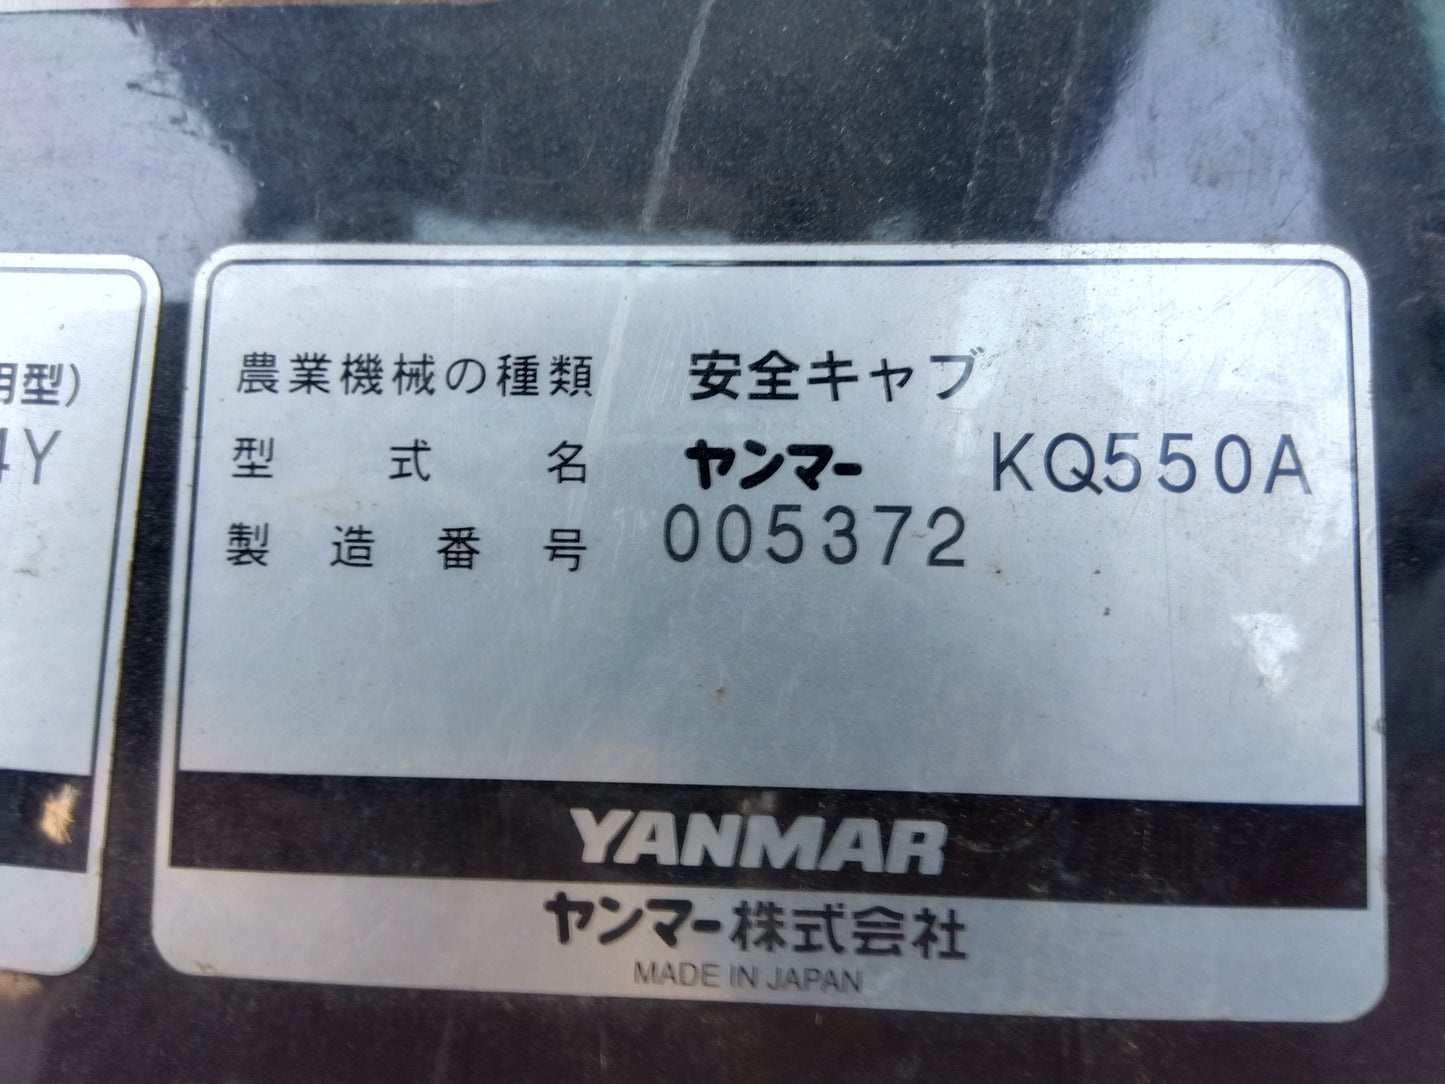 用型)
4Y
農業機械の種類 安全キャブ
型式名 ヤンマー KQ550A
製造番号 005372
YANMAR
ヤンマー株式会社
MADE IN JAPAN